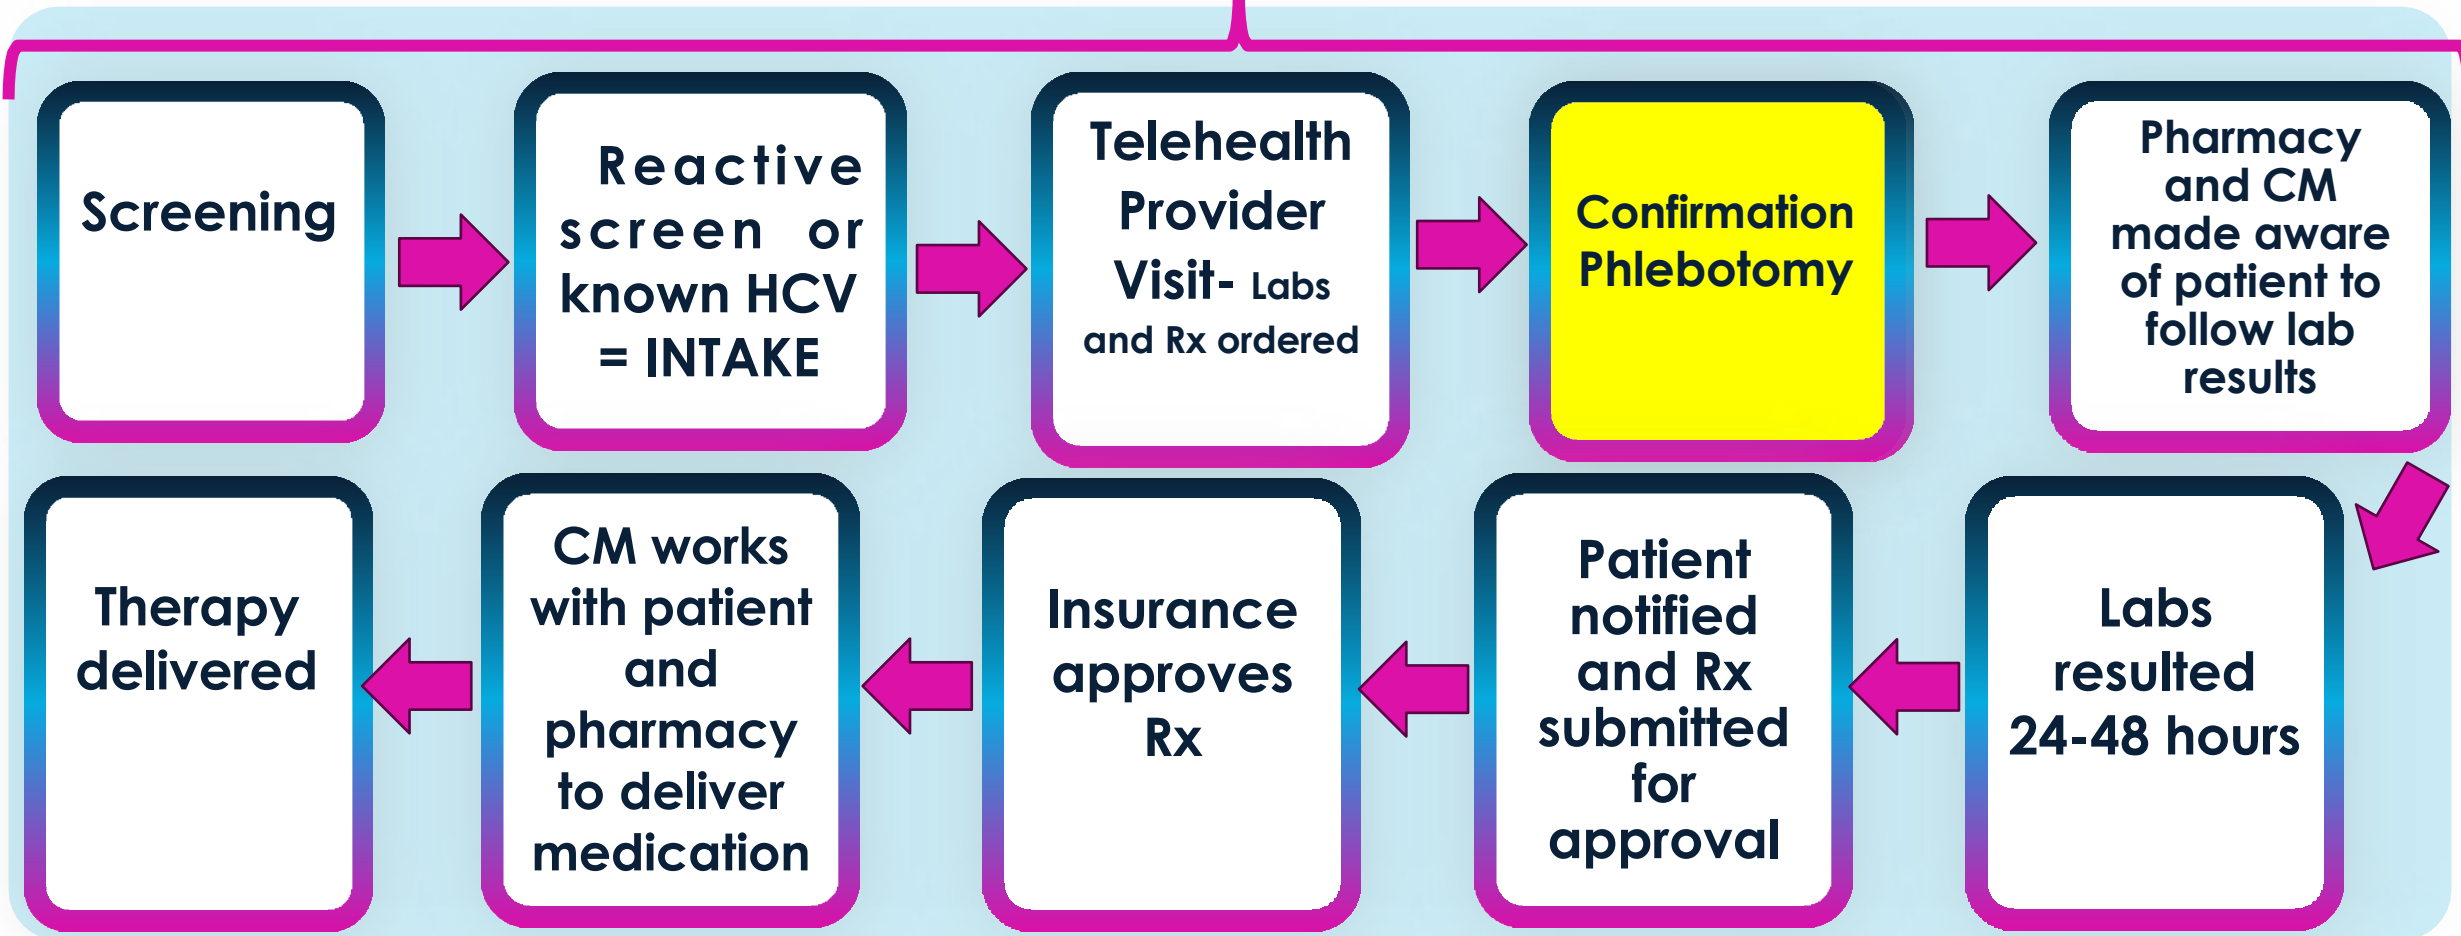 Screening
Reactive
screen or
known HCV
= INTAKE
Telehealth
Provider
Visit- Labs
and Rx ordered
Confirmation
Phlebotomy
Pharmacy
and CM
made aware
of patient to
follow lab
results
Labs
resulted
24-48 hours
Patient
notified
and Rx
submitted
for
approval
Insurance
approves
Rx
CM works
with patient
and
pharmacy
to deliver
medication
Therapy
delivered